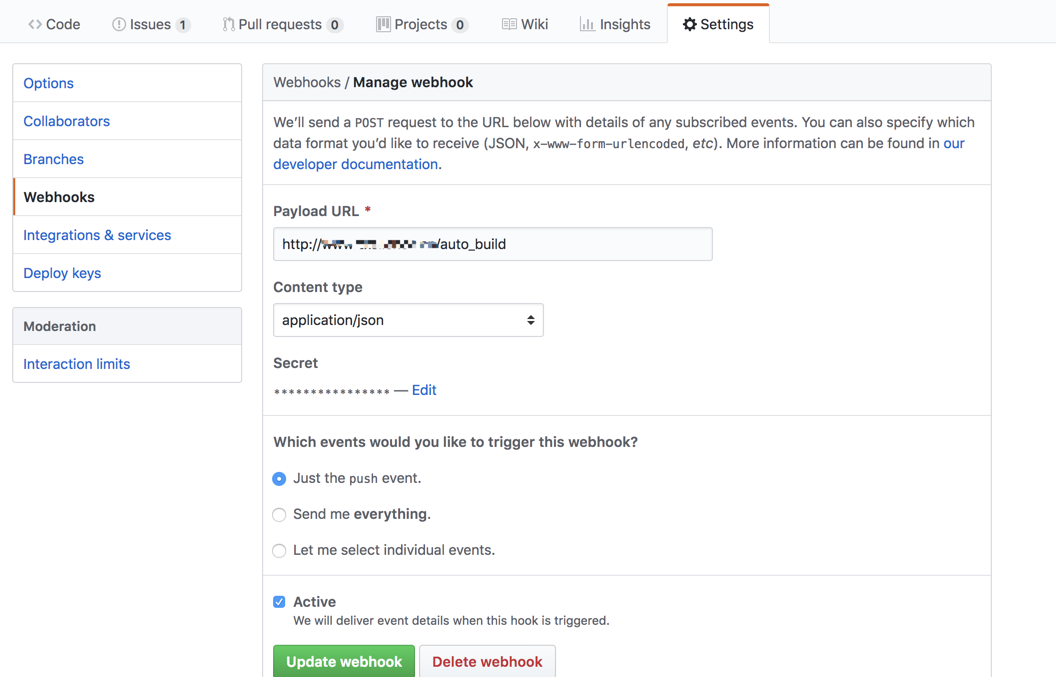 Code Issues 1 Pull requests 0 Projects 0 Wiki Insights Settings
Options
Collaborators
Branches
Webhooks
Integrations & services
Deploy keys
Moderation
Interaction limits
Webhooks / Manage webhook
We’ll send a POST request to the URL below with details of any subscribed events. You can also specify which
data format you’d like to receive (JSON, x-www-form-urlencoded, etc). More information can be found in our
developer documentation.
Payload URL *
http:// /auto_build
Content type
application/json
Secret
**************** — Edit
Which events would you like to trigger this webhook?
Just the push event.
Send me everything.
Let me select individual events.
Active
We will deliver event details when this hook is triggered.
Update webhook Delete webhook